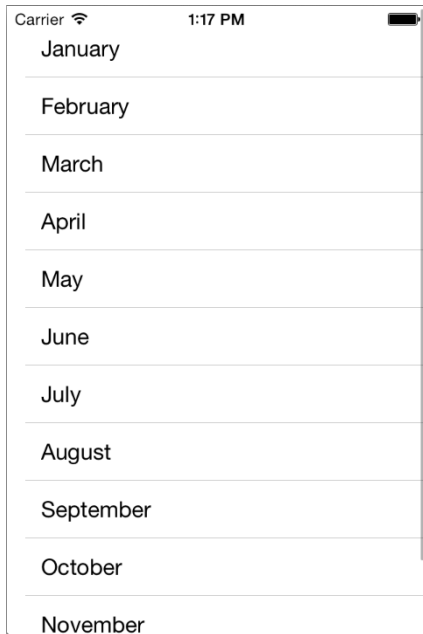 Carrier 1:17 PM
January
February
March
April
May
June
July
August
September
October
November